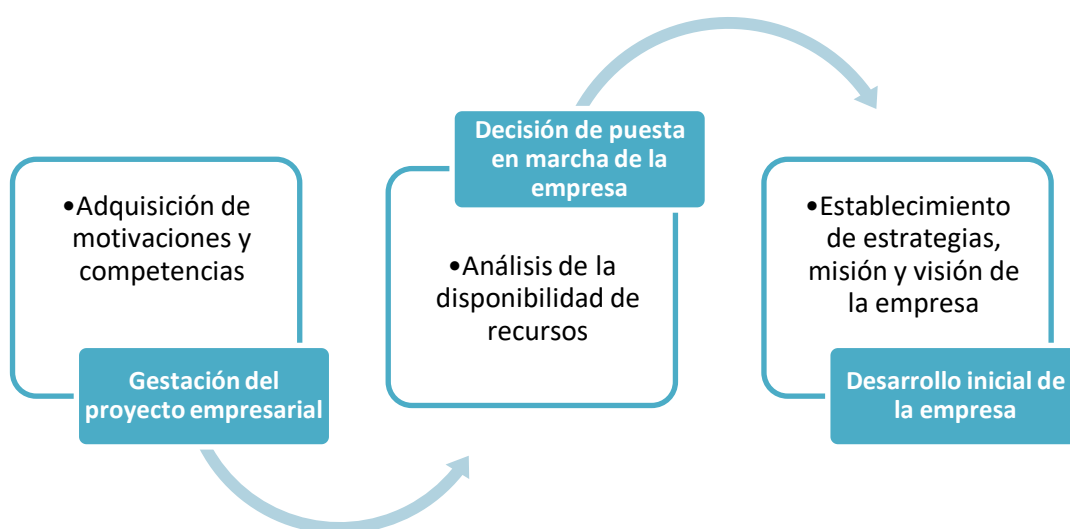 •Adquisición de
motivaciones y
competencias
Gestación del
proyecto empresarial
Decisión de puesta
en marcha de la
empresa
•Análisis de la
disponibilidad de
recursos
•Establecimiento
de estrategias,
misión y visión de
la empresa
Desarrollo inicial de
la empresa